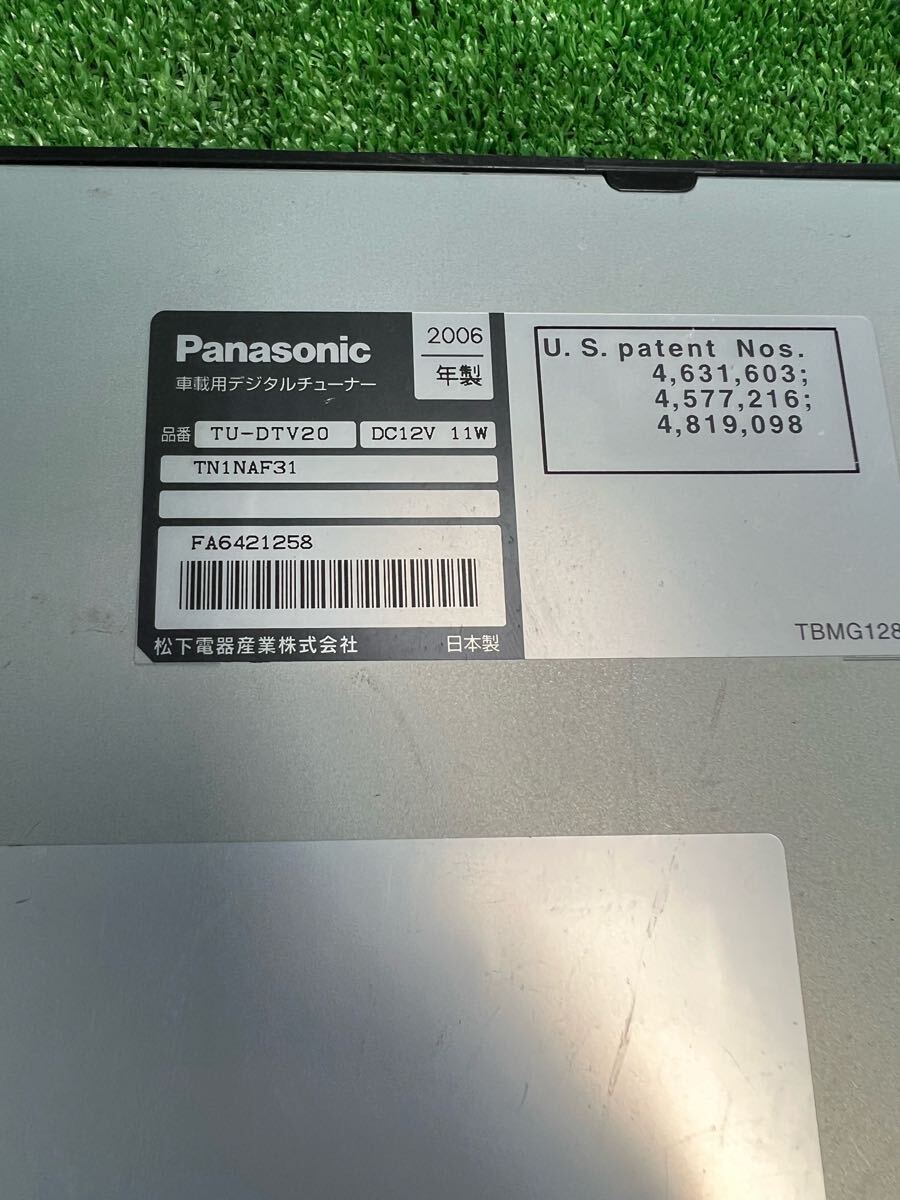 Panasonic
車載用デジタルチューナー
2006
年製
品番 TU-DTV20 DC12V 11W
TN1NAF31
FA6421258
松下電器産業株式会社 日本製
U. S. patent Nos.
4,631,603;
4,577,216;
4,819,098
TBMG128